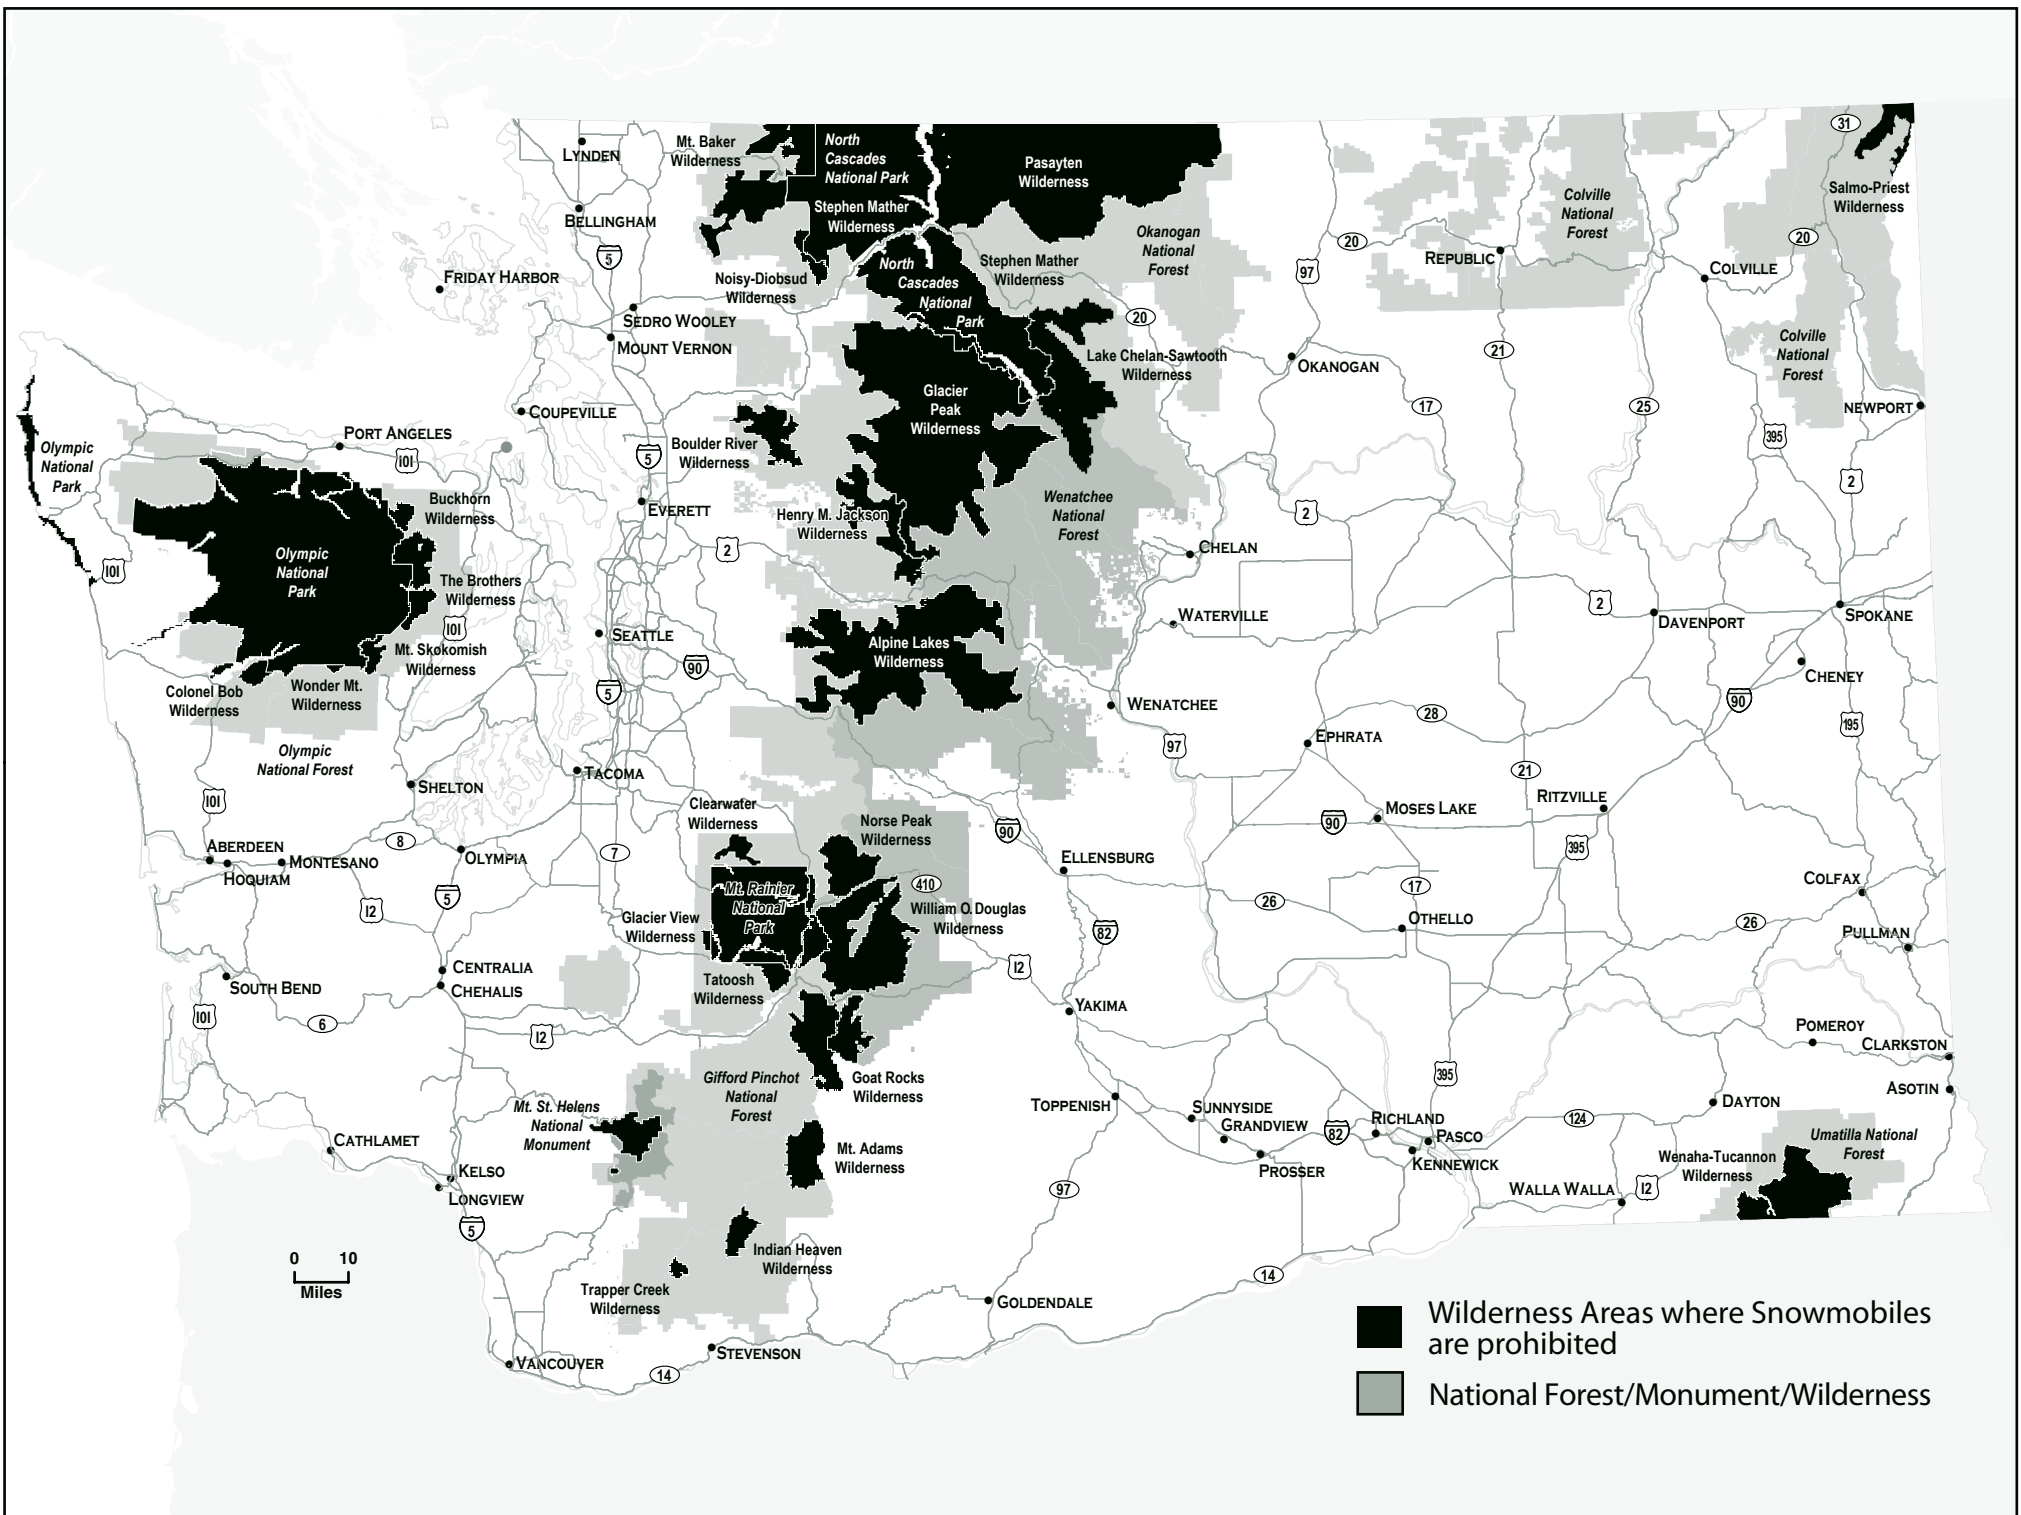 Mt. Baker
Wilderness
North
Cascades
National Park
Pasayten
Wilderness
Stephen Mather
Wilderness
Noisy-Diobsud
Wilderness
North
Cascades
National
Park
Stephen Mather
Wilderness
Okanogan
National
Forest
Colville
National
Forest
Salmo-Priest
Wilderness
31
20
LYNDEN
BELLINGHAM
5
FRIDAY HARBOR
SEDRO WOOLEY
MOUNT VERNON
20
97
20
REPUBLIC
COLVILLE
Colville
National
Forest
21
OKANOGAN
Lake Chelan-Sawtooth
Wilderness
Glacier
Peak
Wilderness
17
25
NEWPORT
395
2
COUPEVILLE
PORT ANGELES
101
Olympic
National
Park
Boulder River
Wilderness
5
EVERETT
Buckhorn
Wilderness
Henry M. Jackson
Wilderness
Wenatchee
National
Forest
2
2
CHELAN
Olympic
National
Park
101
The Brothers
Wilderness
101
WATERVILLE
2
DAVENPORT
SPOKANE
CHENEY
SEATTLE
90
5
Alpine Lakes
Wilderness
Mt. Skokomish
Wilderness
Colonel Bob
Wilderness
Wonder Mt.
Wilderness
Olympic
National Forest
WENATCHEE
97
28
EPHRATA
90
195
SHELTON
TACOMA
101
21
RITZVILLE
MOSES LAKE
90
395
ABERDEEN
HOQUIAM
MONTESANO
8
OLYMPIA
7
Clearwater
Wilderness
Norse Peak
Wilderness
90
ELLENSBURG
12
5
Mt. Rainier
National
Park
410
Glacier View
Wilderness
William O. Douglas
Wilderness
82
26
17
OTHELLO
26
COLFAX
PULLMAN
CENTRALIA
CHEHALIS
SOUTH BEND
101
6
12
Tatoosh
Wilderness
12
YAKIMA
POMEROY
CLARKSTON
ASOTIN
Gifford Pinchot
National
Forest
Goat Rocks
Wilderness
395
Mt. St. Helens
National
Monument
TOPPENISH
SUNNYSIDE
GRANDVIEW
82
RICHLAND
PASCO
KENNEWICK
PROSSER
124
DAYTON
Umatilla National
Forest
Wenaha-Tucannon
Wilderness
WALLA WALLA
12
CATHLAMET
KELSO
LONGVIEW
5
Mt. Adams
Wilderness
97
Indian Heaven
Wilderness
Trapper Creek
Wilderness
14
GOLDENDALE
VANCOUVER
14
STEVENSON
0 10
Miles
Wilderness Areas where Snowmobiles
are prohibited
National Forest/Monument/Wilderness